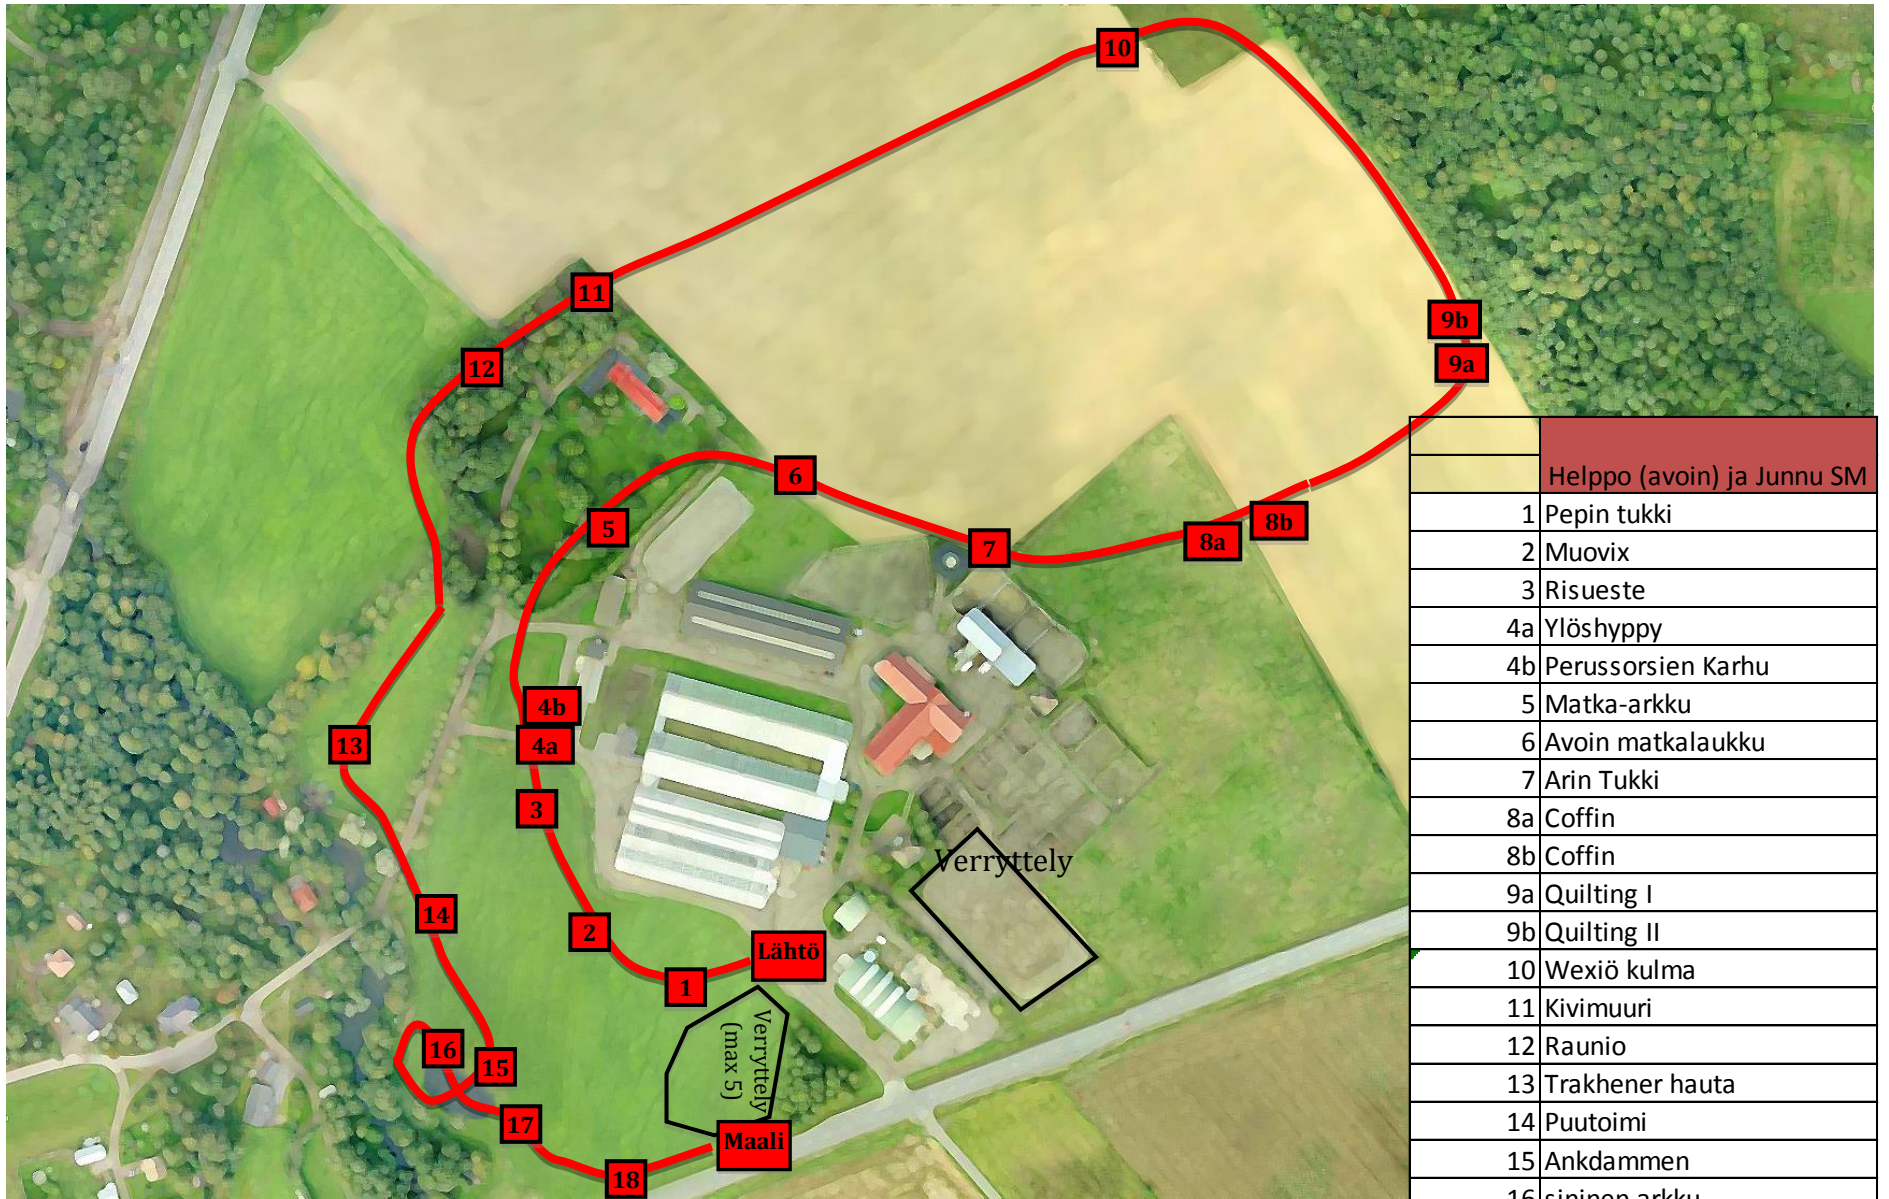 10
11
9b
9a
12
6
5
7
8a
8b
4b
4a
13
3
Verryttely
14
2
Lähtö
1
16
15
Verryttely
(max 5)
17
Maali
18
Helppo (avoin) ja Junnu SM
1 Pepin tukki
2 Muovix
3 Risueste
4a Ylöshyppy
4b Perussorsien Karhu
5 Matka-arkku
6 Avoin matkalaukku
7 Arin Tukki
8a Coffin
8b Coffin
9a Quilting I
9b Quilting II
10 Wexiö kulma
11 Kivimuuri
12 Raunio
13 Trakhener hauta
14 Puutoimi
15 Ankdammen
16 sininen arkku